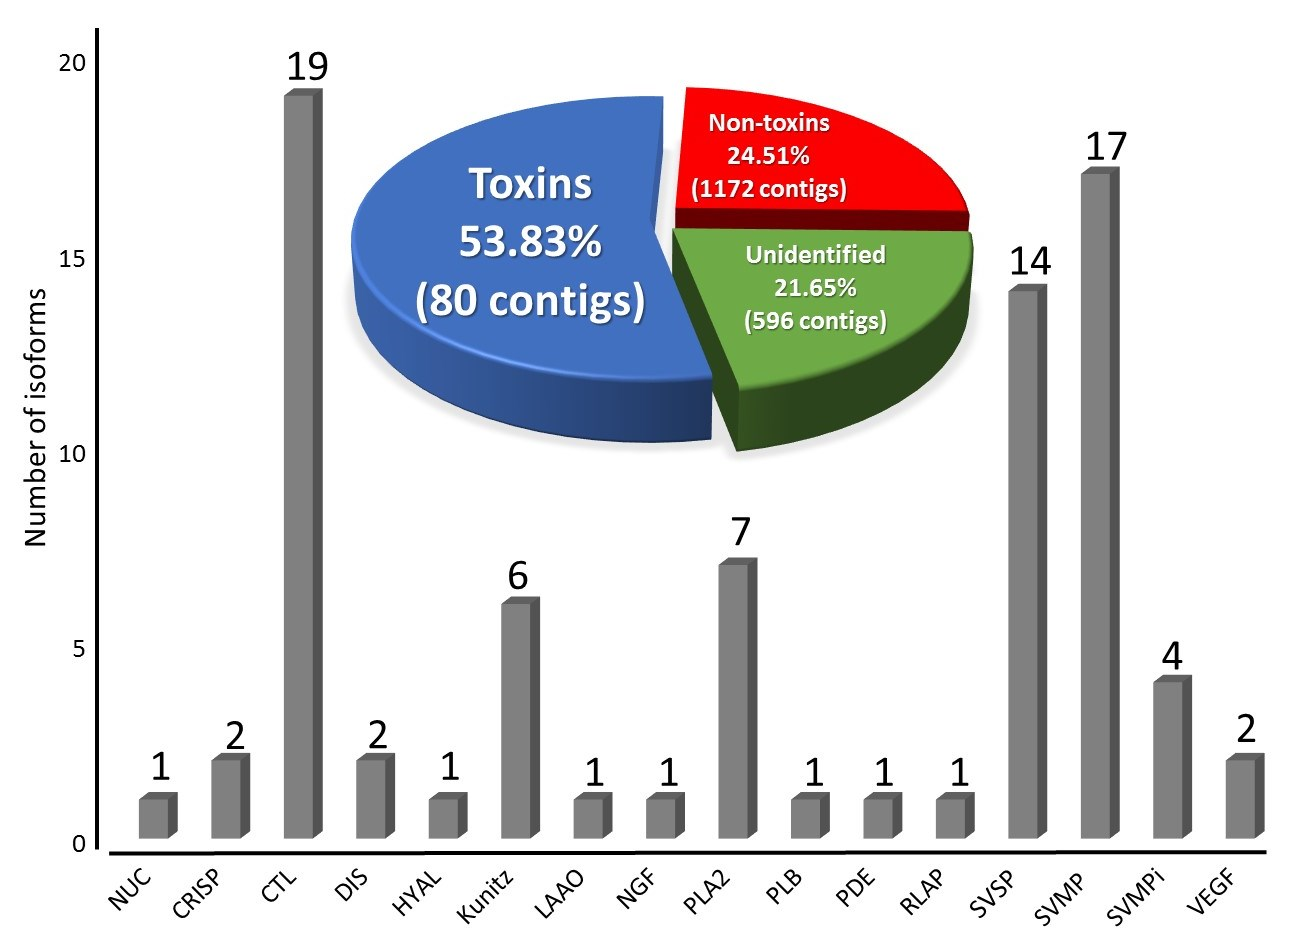 20
15
10
5
0
Number of isoforms
Toxins
53.83%
(80 contigs)
Non-toxins
24.51%
(1172 contigs)
Unidentified
21.65%
(596 contigs)
1
2
19
2
1
6
1
1
7
1
1
1
14
17
4
2
NUC
CRISP
CTL
DIS
HYAL
Kunitz
LAAO
NGF
PLA2
PLB
PDE
RLAP
SVSP
SVMP
SVMPi
VEGF